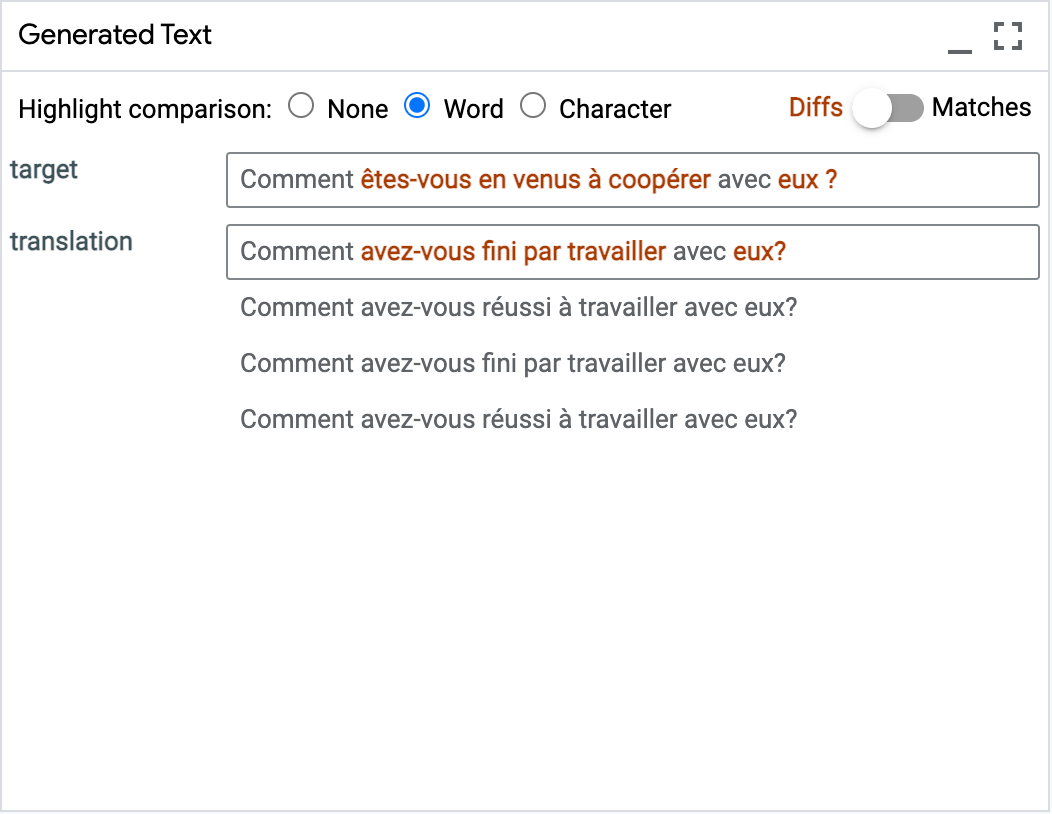 Generated Text
Highlight comparison: None Word Character Diffs Matches
target Comment êtes-vous en venus à coopérer avec eux ?
translation Comment avez-vous fini par travailler avec eux?
Comment avez-vous réussi à travailler avec eux?
Comment avez-vous fini par travailler avec eux?
Comment avez-vous réussi à travailler avec eux?